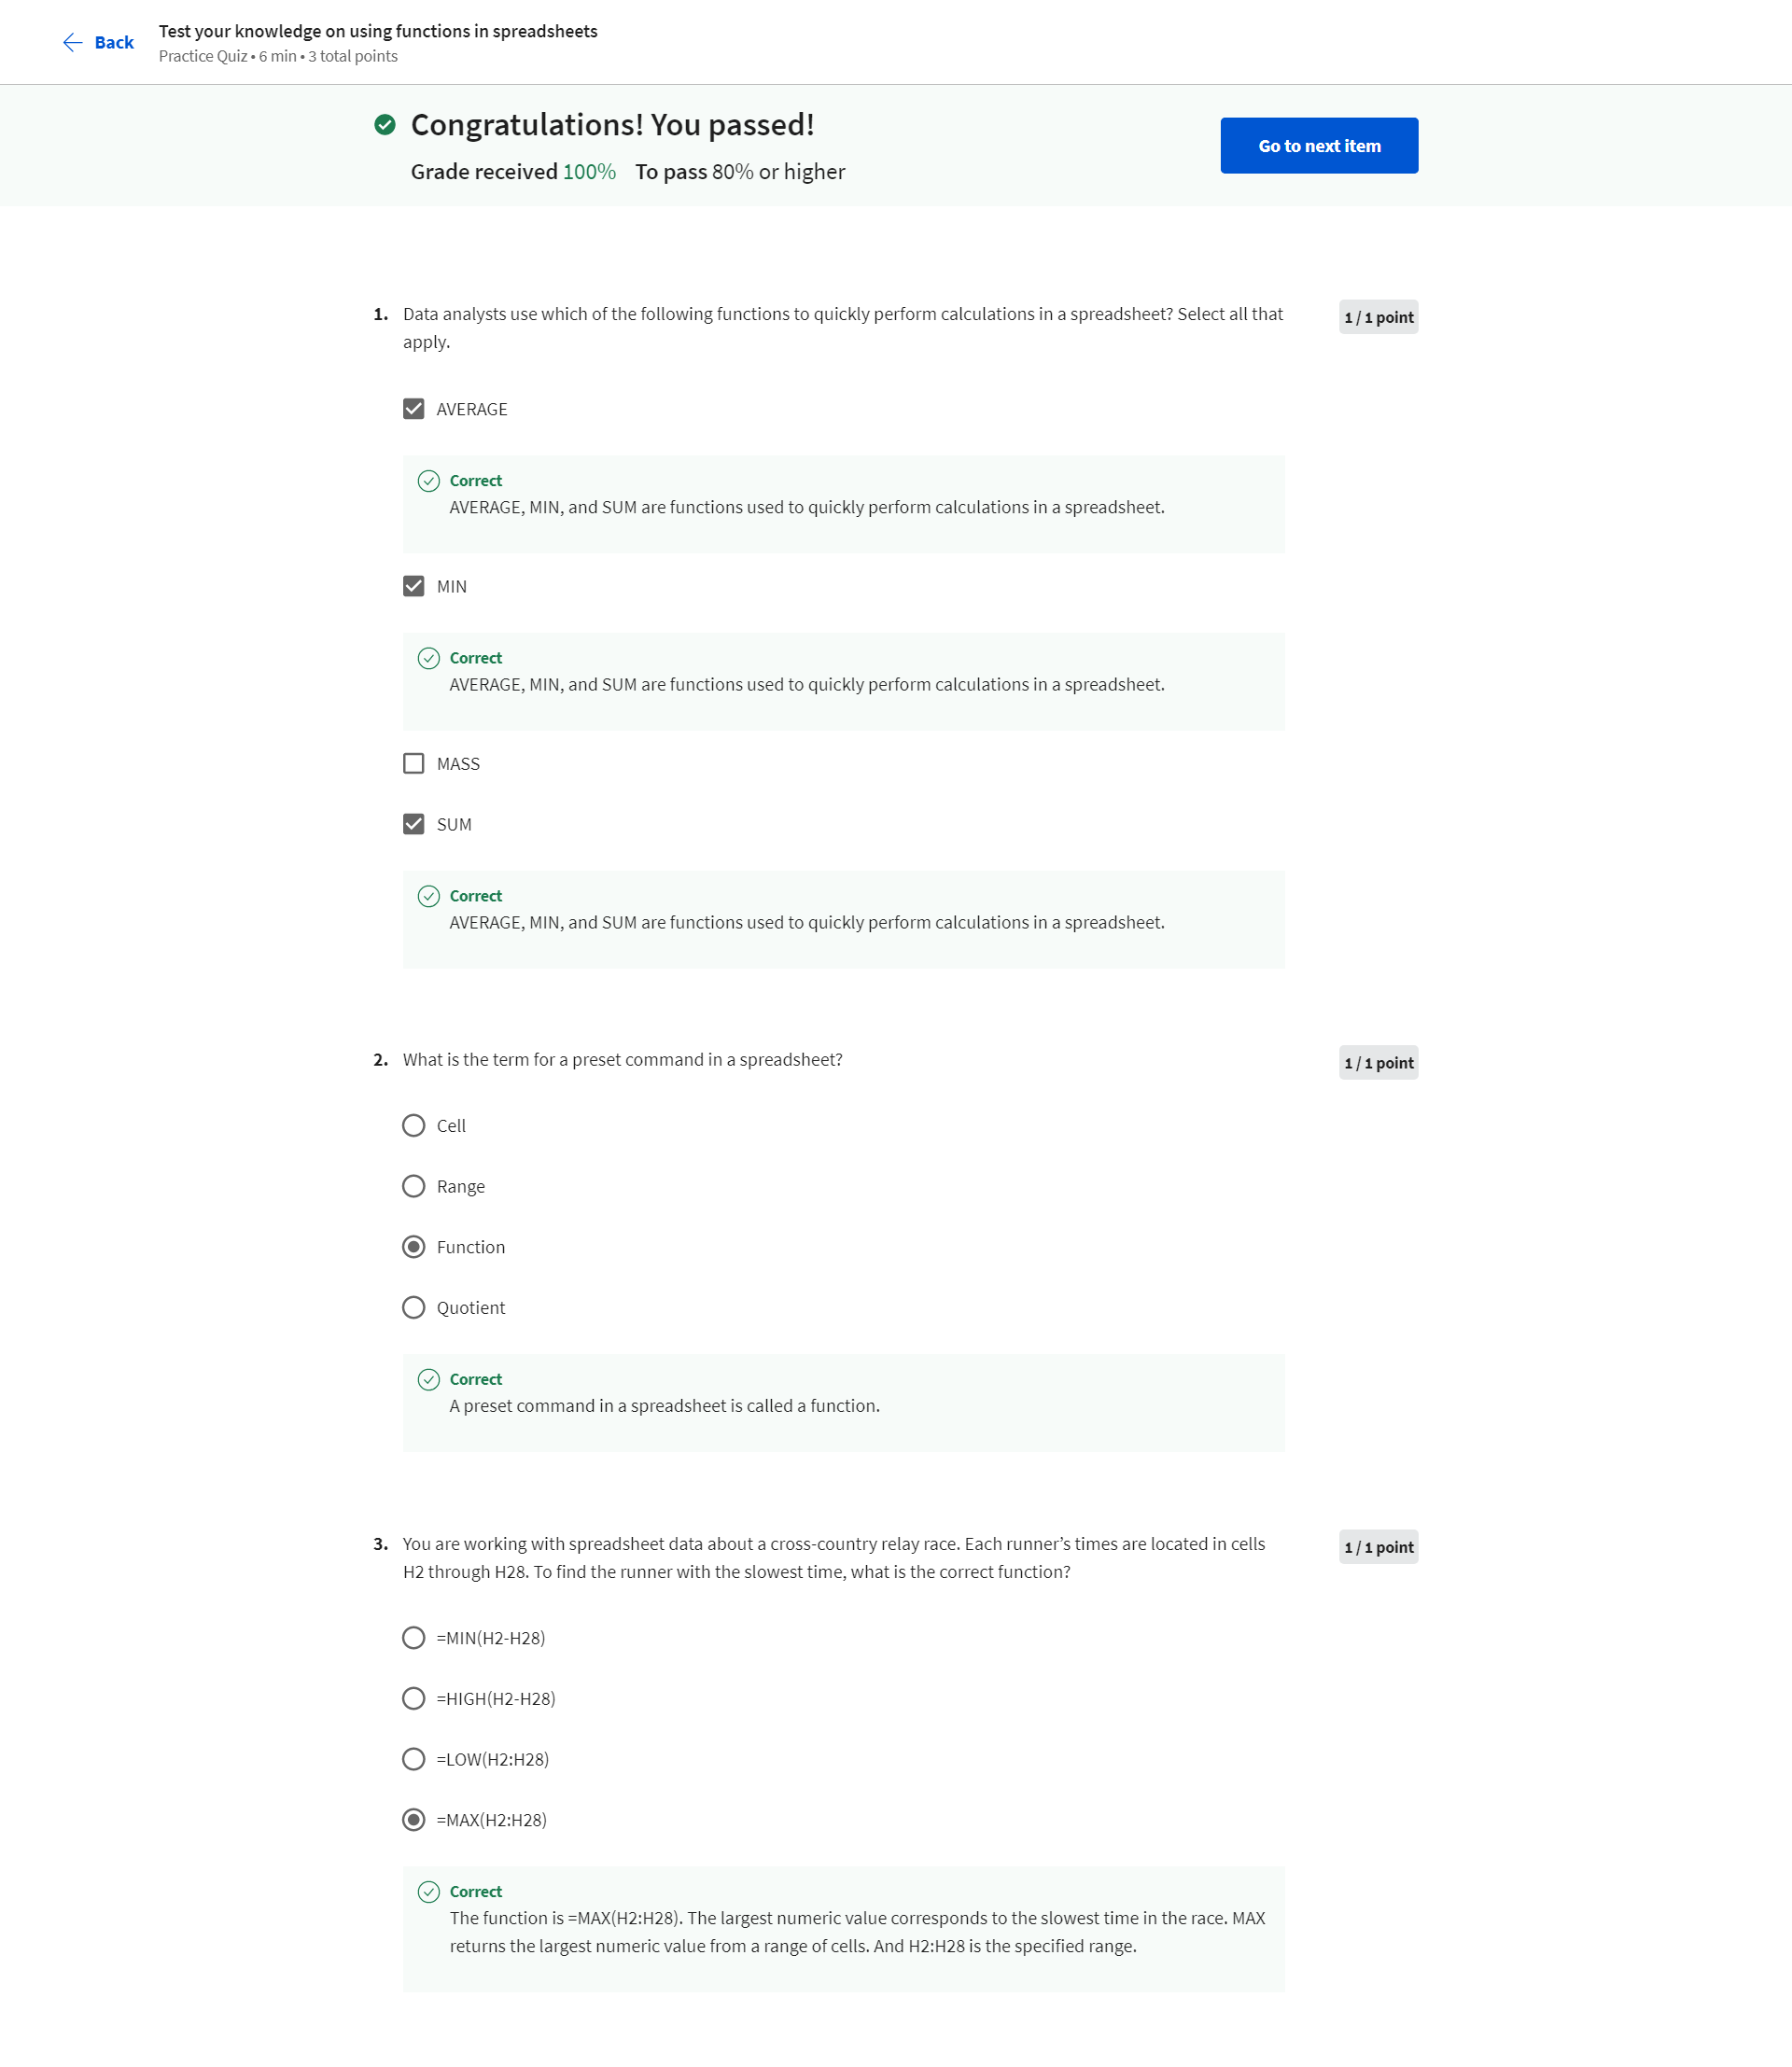 Back
Test your knowledge on using functions in spreadsheets
Practice Quiz • 6 min • 3 total points
Congratulations! You passed!
Grade received 100% To pass 80% or higher
Go to next item
1. Data analysts use which of the following functions to quickly perform calculations in a spreadsheet? Select all that
apply.
1 / 1 point
AVERAGE
Correct
AVERAGE, MIN, and SUM are functions used to quickly perform calculations in a spreadsheet.
MIN
Correct
AVERAGE, MIN, and SUM are functions used to quickly perform calculations in a spreadsheet.
MASS
SUM
Correct
AVERAGE, MIN, and SUM are functions used to quickly perform calculations in a spreadsheet.
2. What is the term for a preset command in a spreadsheet?
1 / 1 point
Cell
Range
Function
Quotient
Correct
A preset command in a spreadsheet is called a function.
3. You are working with spreadsheet data about a cross-country relay race. Each runner’s times are located in cells
H2 through H28. To find the runner with the slowest time, what is the correct function?
1 / 1 point
=MIN(H2-H28)
=HIGH(H2-H28)
=LOW(H2:H28)
=MAX(H2:H28)
Correct
The function is =MAX(H2:H28). The largest numeric value corresponds to the slowest time in the race. MAX
returns the largest numeric value from a range of cells. And H2:H28 is the specified range.